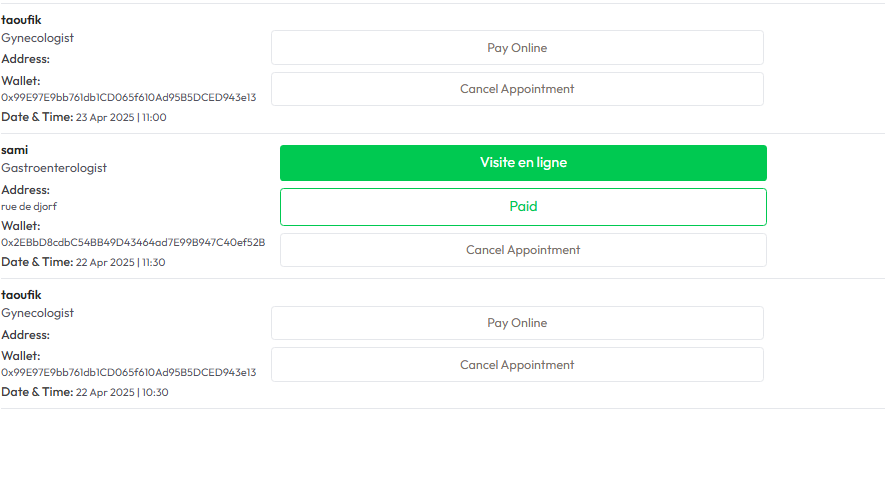 taoufik
Gynecologist
Pay Online
Address:
Wallet:
Cancel Appointment
0x99E97E9bb761db1CD065f610Ad95B5DCED943e13
Date & Time: 23 Apr 2025 | 11:00
sami
Visite en ligne
Gastroenterologist
Address:
rue de djorf
Paid
Wallet:
0x2EBbD8cdbC54BB49D43464ad7E99B947C40ef52B
Cancel Appointment
Date & Time: 22 Apr 2025 | 11:30
taoufik
Gynecologist
Pay Online
Address:
Wallet:
Cancel Appointment
0x99E97E9bb761db1CD065f610Ad95B5DCED943e13
Date & Time: 22 Apr 2025 | 10:30